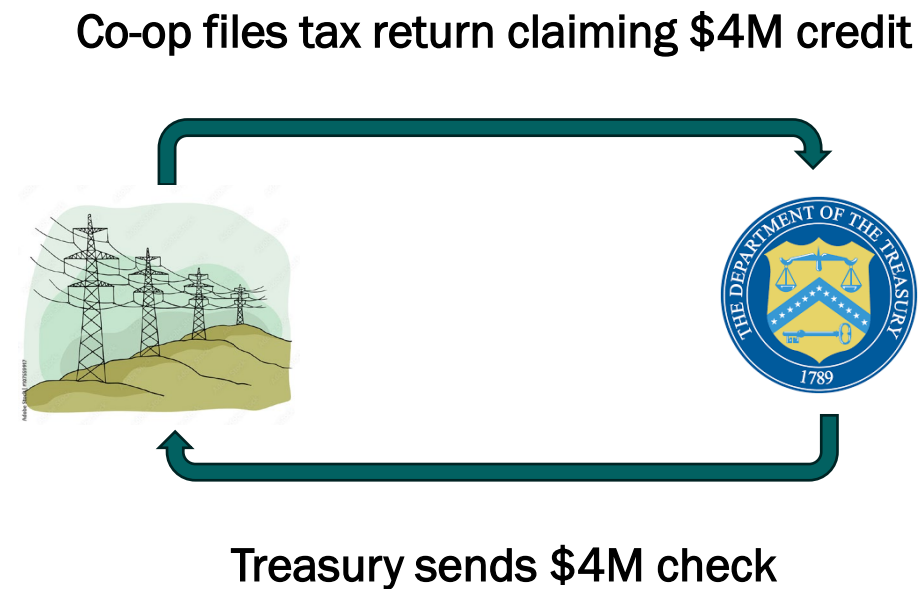 Co-op files tax return claiming $4M credit
THE DEPARTMENT OF THE TREASURY
1789
Treasury sends $4M check